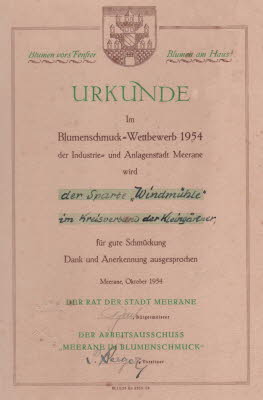 Blumen vors Fenster
Blumen am Haus!
URKUNDE
Im
Blumenschmuck-Wettbewerb 1954
der Industrie- und Anlagenstadt Meerane
wird
der Sparte „Windmühle"
im Kreisverband der Kleingärtner,
für gute Schmückung
Dank und Anerkennung ausgesprochen
Meerane, Oktober 1954
DER RAT DER STADT MEERANE
Bürgermeister
DER ARBEITSAUSSCHUSS
„MEERANE IN BLUMENSCHMUCK"
Vorsitzer